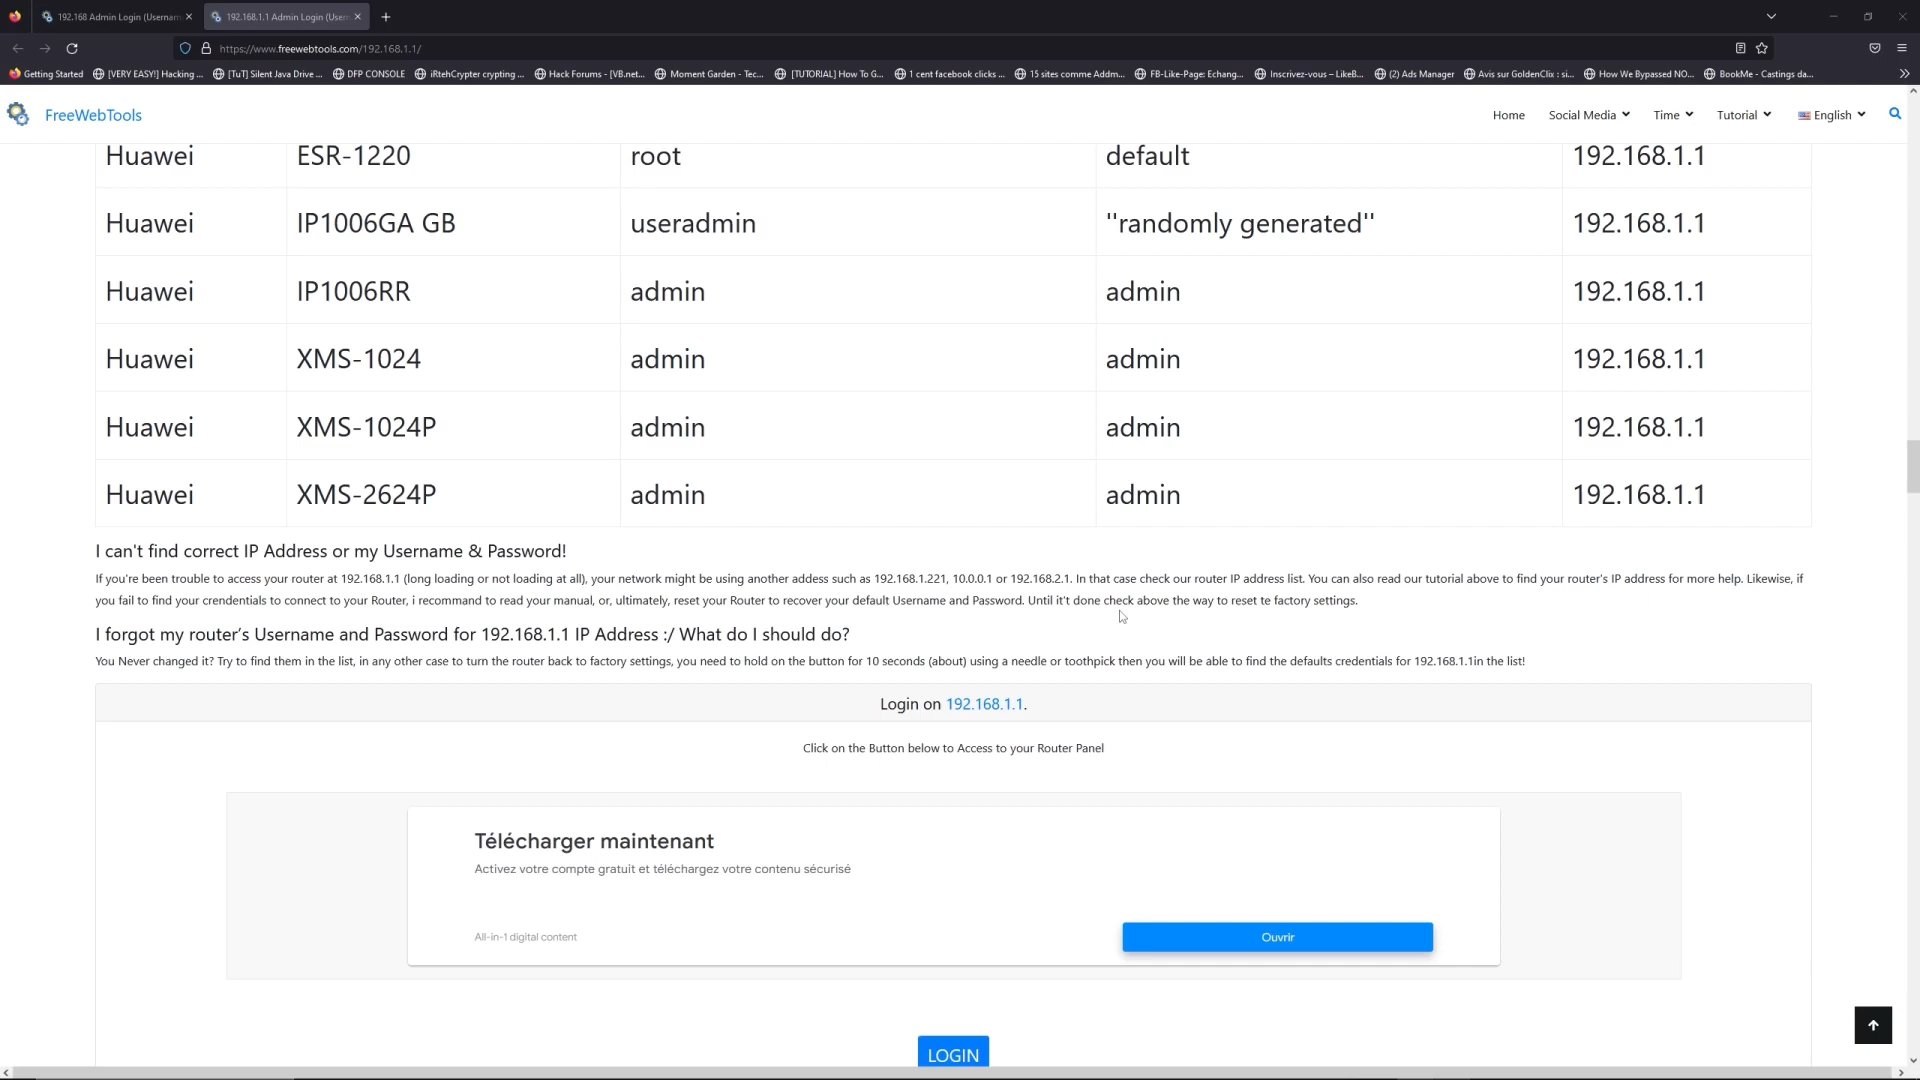 192.168 Admin Login (Usernam
192.168.1.1 Admin Login (User
https://www.freewebtools.com/192.168.1.1/
Getting Started
[VERY EASY!] Hacking ...
[TuT] Silent Java Drive ...
DFP CONSOLE
iRtehCrypter crypting ...
Hack Forums - [VB.net...
Moment Garden - Tec...
[TUTORIAL] How To G...
1 cent facebook clicks ...
15 sites comme Addm...
FB-Like-Page: Echang...
Inscrivez-vous – LikeB...
(2) Ads Manager
Avis sur GoldenClix : si...
How We Bypassed NO...
BookMe - Castings da...
FreeWebTools
Home Social Media Time Tutorial English
Huawei ESR-1220 root default 192.168.1.1
Huawei IP1006GA GB useradmin ''randomly generated'' 192.168.1.1
Huawei IP1006RR admin admin 192.168.1.1
Huawei XMS-1024 admin admin 192.168.1.1
Huawei XMS-1024P admin admin 192.168.1.1
Huawei XMS-2624P admin admin 192.168.1.1
I can't find correct IP Address or my Username & Password!
If you're been trouble to access your router at 192.168.1.1 (long loading or not loading at all), your network might be using another addess such as 192.168.1.221, 10.0.0.1 or 192.168.2.1. In that case check our router IP address list. You can also read our tutorial above to find your router's IP address for more help. Likewise, if
you fail to find your crendentials to connect to your Router, i recommand to read your manual, or, ultimately, reset your Router to recover your default Username and Password. Until it't done check above the way to reset te factory settings.
I forgot my router’s Username and Password for 192.168.1.1 IP Address :/ What do I should do?
You Never changed it? Try to find them in the list, in any other case to turn the router back to factory settings, you need to hold on the button for 10 seconds (about) using a needle or toothpick then you will be able to find the defaults credentials for 192.168.1.1in the list!
Login on 192.168.1.1.
Click on the Button below to Access to your Router Panel
Télécharger maintenant
Activez votre compte gratuit et téléchargez votre contenu sécurisé
All-in-1 digital content
Ouvrir
LOGIN